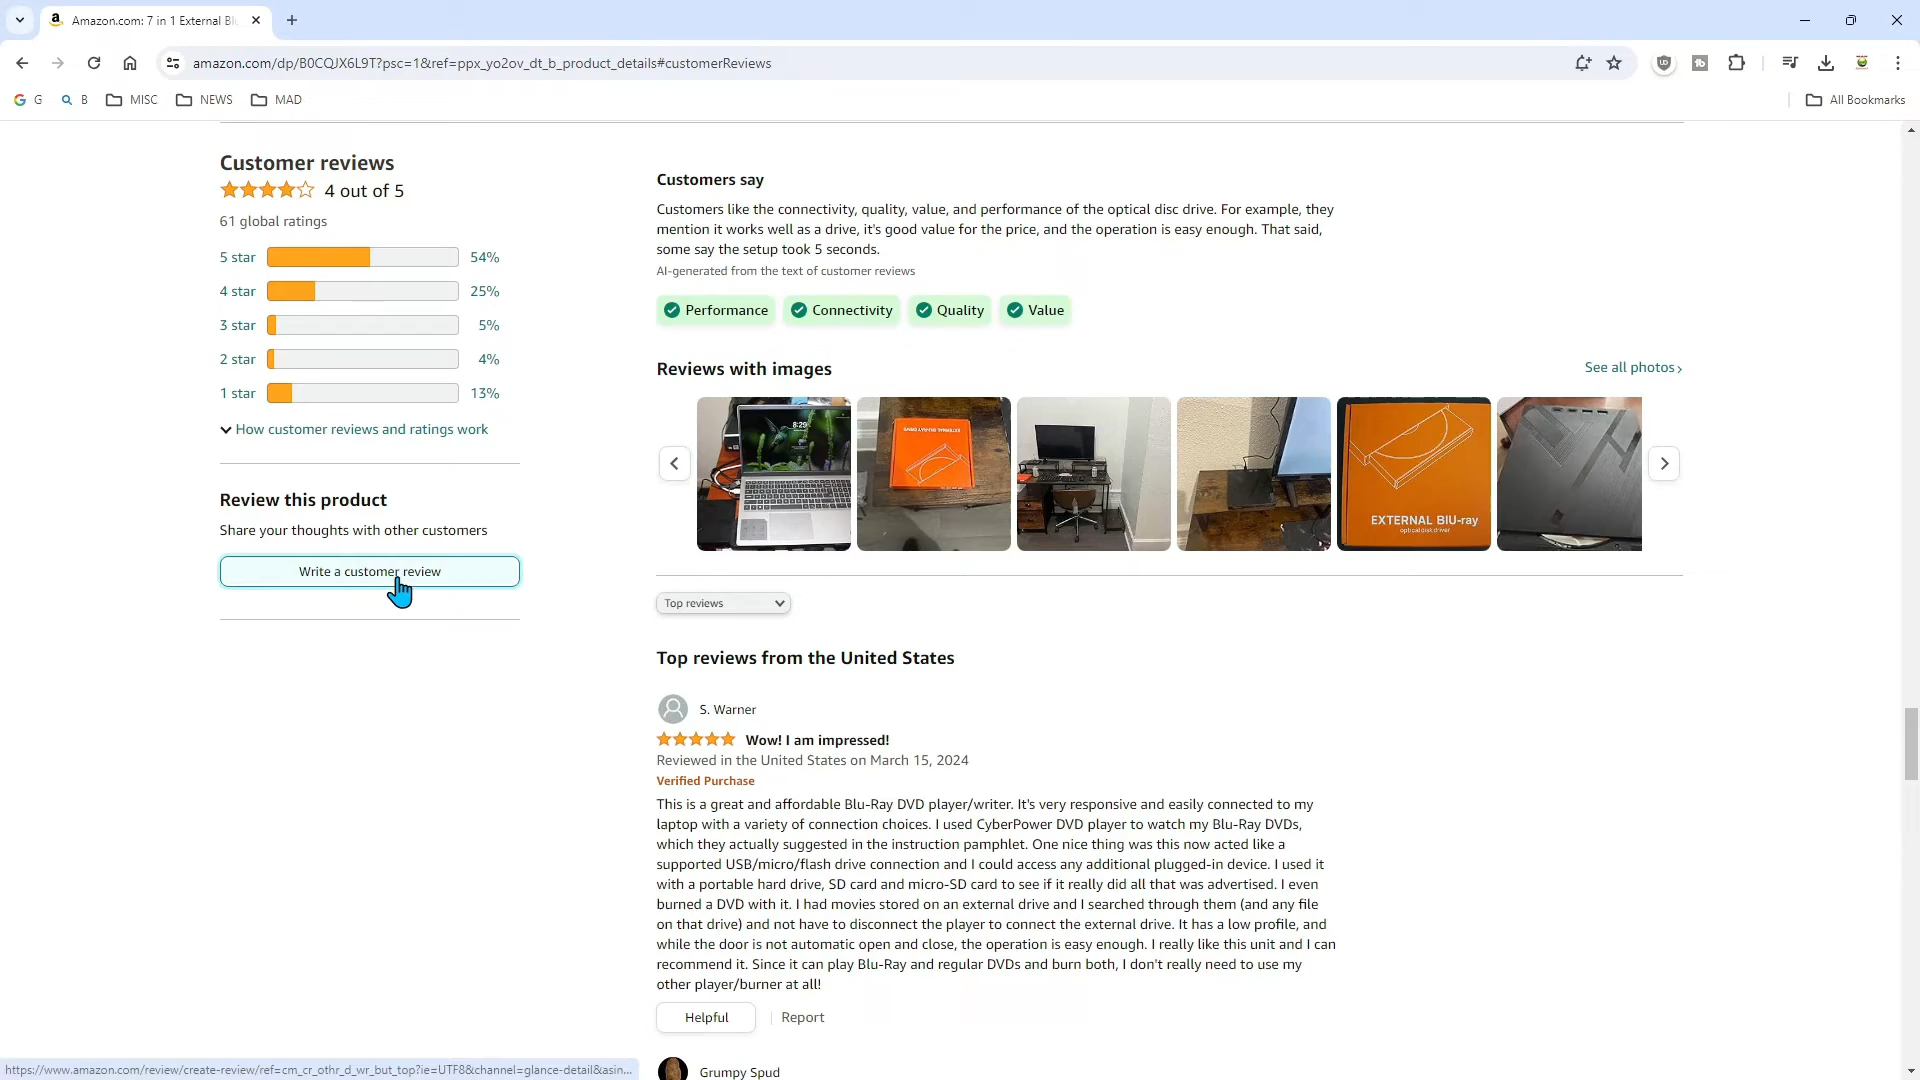 Amazon.com: 7 in 1 External Bl
amazon.com/dp/B0CQJX6L9T?psc=1&ref=ppx_yo2ov_dt_b_product_details#customerReviews
G
B
MISC
NEWS
MAD
All Bookmarks
Customer reviews
4 out of 5
61 global ratings
5 star 54%
4 star 25%
3 star 5%
2 star 4%
1 star 13%
How customer reviews and ratings work
Review this product
Share your thoughts with other customers
Write a customer review
Customers say
Customers like the connectivity, quality, value, and performance of the optical disc drive. For example, they
mention it works well as a drive, it's good value for the price, and the operation is easy enough. That said,
some say the setup took 5 seconds.
AI-generated from the text of customer reviews
Performance Connectivity Quality Value
Reviews with images
See all photos
8:29
EXTERNAL BLU-RAY DRIVE
EXTERNAL BlU-ray
optical disk driver
Top reviews
Top reviews from the United States
S. Warner
Wow! I am impressed!
Reviewed in the United States on March 15, 2024
Verified Purchase
This is a great and affordable Blu-Ray DVD player/writer. It's very responsive and easily connected to my
laptop with a variety of connection choices. I used CyberPower DVD player to watch my Blu-Ray DVDs,
which they actually suggested in the instruction pamphlet. One nice thing was this now acted like a
supported USB/micro/flash drive connection and I could access any additional plugged-in device. I used it
with a portable hard drive, SD card and micro-SD card to see if it really did all that was advertised. I even
burned a DVD with it. I had movies stored on an external drive and I searched through them (and any file
on that drive) and not have to disconnect the player to connect the external drive. It has a low profile, and
while the door is not automatic open and close, the operation is easy enough. I really like this unit and I can
recommend it. Since it can play Blu-Ray and regular DVDs and burn both, I don't really need to use my
other player/burner at all!
Helpful
Report
Grumpy Spud
https://www.amazon.com/review/create-review/ref=cm_cr_othr_d_wr_but_top?ie=UTF8&channel=glance-detail&asin...